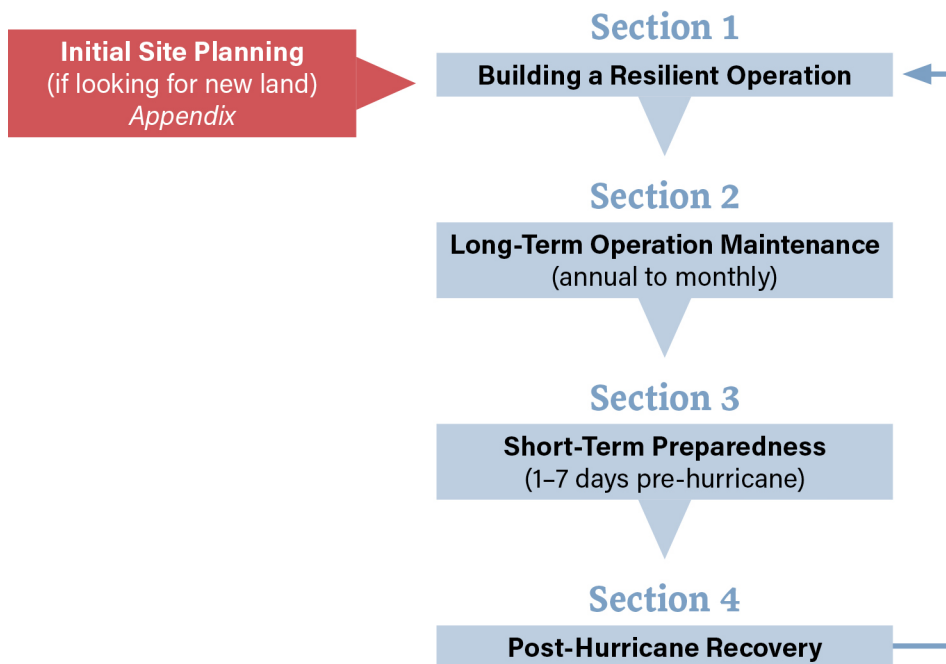 Initial Site Planning
(if looking for new land)
Appendix
Section 1
Building a Resilient Operation
Section 2
Long-Term Operation Maintenance
(annual to monthly)
Section 3
Short-Term Preparedness
(1–7 days pre-hurricane)
Section 4
Post-Hurricane Recovery